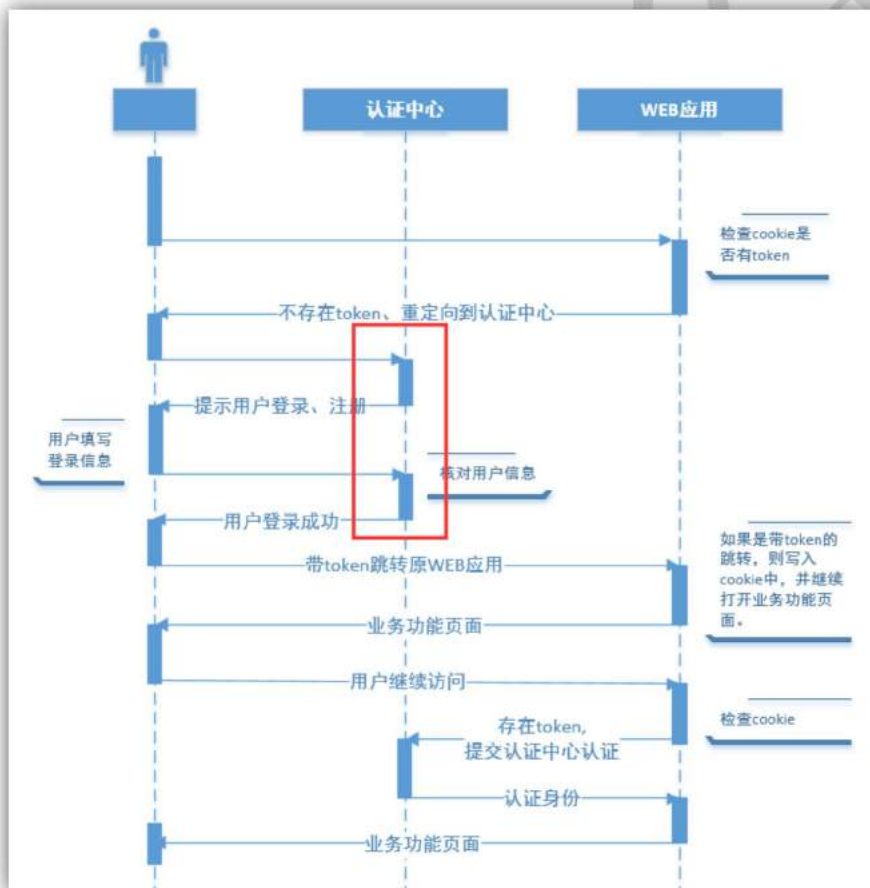 认证中心
WEB应用
检查cookie是
否有token
不存在token、重定向到认证中心
提示用户登录、注册
用户填写
登录信息
核对用户信息
用户登录成功
如果是带token的
跳转，则写入
cookie中，并继续
打开业务功能页
面。
带token跳转原WEB应用
业务功能页面
用户继续访问
检查cookie
存在token,
提交认证中心认证
认证身份
业务功能页面